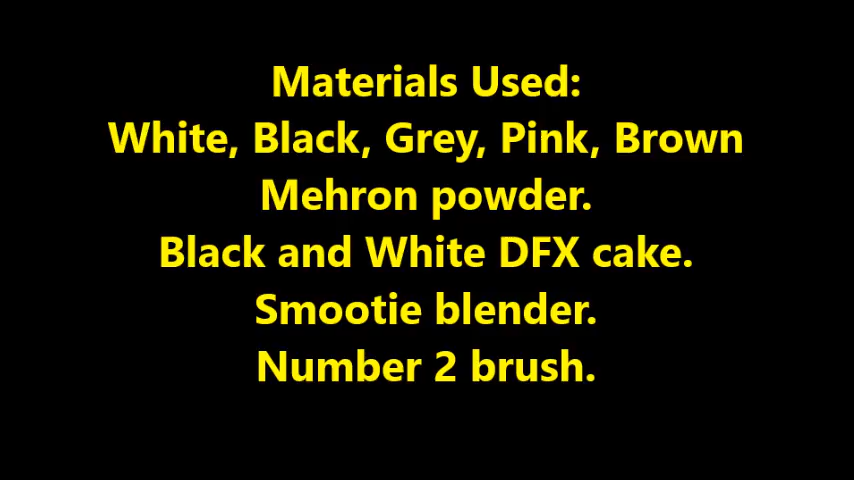 Materials Used:
White, Black, Grey, Pink, Brown
Mehron powder.
Black and White DFX cake.
Smootie blender.
Number 2 brush.